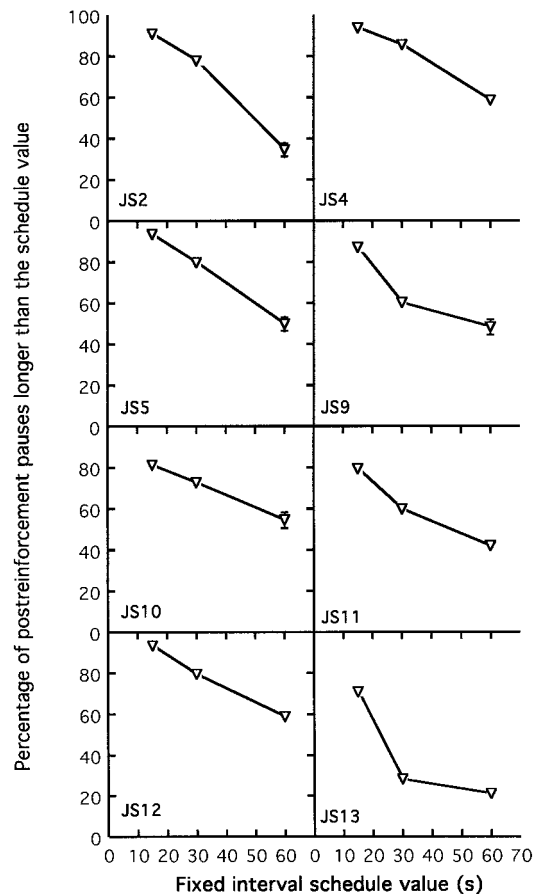 Percentage of postreinforcement pauses longer than the schedule value
100
80
60
40
20
0
JS2
JS4
80
60
40
20
0
JS5
JS9
80
60
40
20
0
JS10
JS11
80
60
40
20
0
JS12
JS13
0 10 20 30 40 50 60 0 10 20 30 40 50 60 70
Fixed interval schedule value (s)